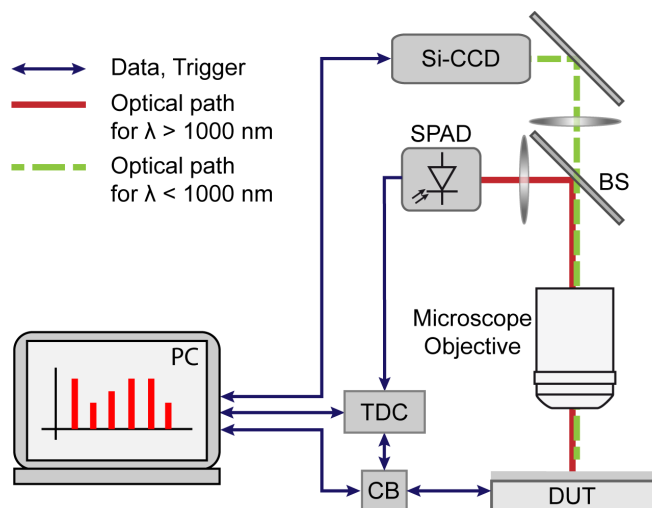 Data, Trigger
Optical path
for λ > 1000 nm
Optical path
for λ < 1000 nm
Si-CCD
SPAD
BS
Microscope
Objective
PC
TDC
CB
DUT